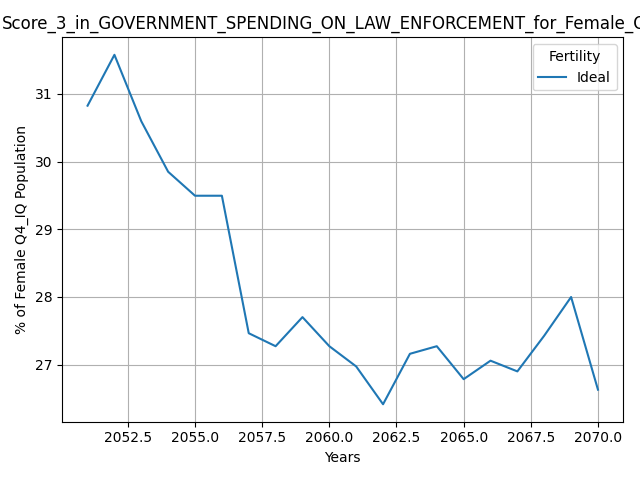 Score_3_in_GOVERNMENT_SPENDING_ON_LAW_ENFORCEMENT_for_Female_
Fertility
Ideal
% of Female Q4_IQ Population
31
30
29
28
27
2052.5 2055.0 2057.5 2060.0 2062.5 2065.0 2067.5 2070.0
Years